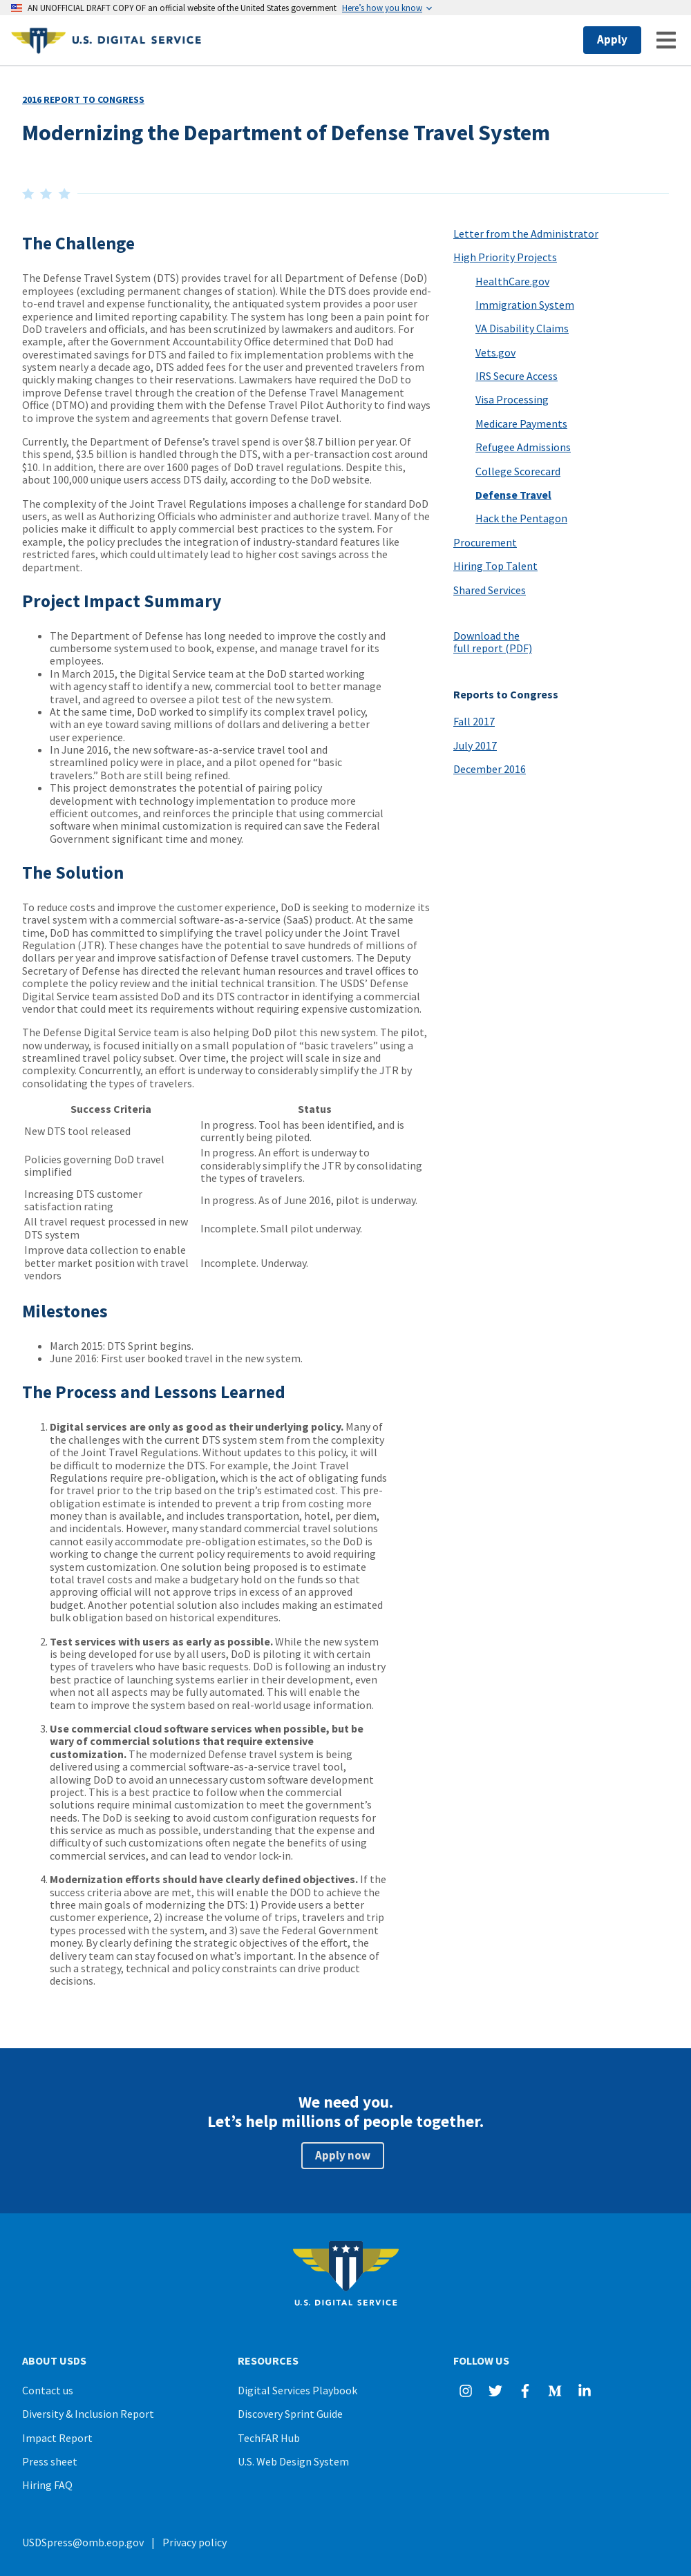 AN UNOFFICIAL DRAFT COPY OF an official website of the United States government Here's how you know
U.S. DIGITAL SERVICE
Apply
2016 REPORT TO CONGRESS
Modernizing the Department of Defense Travel System
The Challenge
The Defense Travel System (DTS) provides travel for all Department of Defense (DoD)
employees (excluding permanent changes of station). While the DTS does provide end-
to-end travel and expense functionality, the antiquated system provides a poor user
experience and limited reporting capability. The system has long been a pain point for
DoD travelers and officials, and has been scrutinized by lawmakers and auditors. For
example, after the Government Accountability Office determined that DoD had
overestimated savings for DTS and failed to fix implementation problems with the
system nearly a decade ago, DTS added fees for the user and prevented travelers from
quickly making changes to their reservations. Lawmakers have required the DoD to
improve Defense travel through the creation of the Defense Travel Management
Office (DTMO) and providing them with the Defense Travel Pilot Authority to find ways
to improve the system and agreements that govern Defense travel.
Currently, the Department of Defense's travel spend is over $8.7 billion per year. Of
this spend, $3.5 billion is handled through the DTS, with a per-transaction cost around
$10. In addition, there are over 1600 pages of DoD travel regulations. Despite this,
about 100,000 unique users access DTS daily, according to the DoD website.
The complexity of the Joint Travel Regulations imposes a challenge for standard DoD
users, as well as Authorizing Officials who administer and authorize travel. Many of the
policies make it difficult to apply commercial best practices to the system. For
example, the policy precludes the integration of industry-standard features like
restricted fares, which could ultimately lead to higher cost savings across the
department.
Project Impact Summary
• The Department of Defense has long needed to improve the costly and
cumbersome system used to book, expense, and manage travel for its
employees.
• In March 2015, the Digital Service team at the DoD started working
with agency staff to identify a new, commercial tool to better manage
travel, and agreed to oversee a pilot test of the new system.
• At the same time, DoD worked to simplify its complex travel policy,
with an eye toward saving millions of dollars and delivering a better
user experience.
• In June 2016, the new software-as-a-service travel tool and
streamlined policy were in place, and a pilot opened for “basic
travelers.” Both are still being refined.
• This project demonstrates the potential of pairing policy
development with technology implementation to produce more
efficient outcomes, and reinforces the principle that using commercial
software when minimal customization is required can save the Federal
Government significant time and money.
The Solution
To reduce costs and improve the customer experience, DoD is seeking to modernize its
travel system with a commercial software-as-a-service (SaaS) product. At the same
time, DoD has committed to simplifying the travel policy under the Joint Travel
Regulation (JTR). These changes have the potential to save hundreds of millions of
dollars per year and improve satisfaction of Defense travel customers. The Deputy
Secretary of Defense has directed the relevant human resources and travel offices to
complete the policy review and the initial technical transition. The USDS' Defense
Digital Service team assisted DoD and its DTS contractor in identifying a commercial
vendor that could meet its requirements without requiring expensive customization.
The Defense Digital Service team is also helping DoD pilot this new system. The pilot,
now underway, is focused initially on a small population of “basic travelers” using a
streamlined travel policy subset. Over time, the project will scale in size and
complexity. Concurrently, an effort is underway to considerably simplify the JTR by
consolidating the types of travelers.
Success Criteria Status
New DTS tool released In progress. Tool has been identified, and is
currently being piloted.
Policies governing DoD travel
simplified In progress. An effort is underway to
considerably simplify the JTR by consolidating
the types of travelers.
Increasing DTS customer
satisfaction rating In progress. As of June 2016, pilot is underway.
All travel request processed in new
DTS system Incomplete. Small pilot underway.
Improve data collection to enable
better market position with travel
vendors Incomplete. Underway.
Milestones
• March 2015: DTS Sprint begins.
• June 2016: First user booked travel in the new system.
The Process and Lessons Learned
1. Digital services are only as good as their underlying policy. Many of
the challenges with the current DTS system stem from the complexity
of the Joint Travel Regulations. Without updates to this policy, it will
be difficult to modernize the DTS. For example, the Joint Travel
Regulations require pre-obligation, which is the act of obligating funds
for travel prior to the trip based on the trip's estimated cost. This pre-
obligation estimate is intended to prevent a trip from costing more
money than is available, and includes transportation, hotel, per diem,
and incidentals. However, many standard commercial travel solutions
cannot easily accommodate pre-obligation estimates, so the DoD is
working to change the current policy requirements to avoid requiring
system customization. One solution being proposed is to estimate
total travel costs and make a budgetary hold on the funds so that
approving official will not approve trips in excess of an approved
budget. Another potential solution also includes making an estimated
bulk obligation based on historical expenditures.
2. Test services with users as early as possible. While the new system
is being developed for use by all users, DoD is piloting it with certain
types of travelers who have basic requests. DoD is following an industry
best practice of launching systems earlier in their development, even
when not all aspects may be fully automated. This will enable the
team to improve the system based on real-world usage information.
3. Use commercial cloud software services when possible, but be
wary of commercial solutions that require extensive
customization. The modernized Defense travel system is being
delivered using a commercial software-as-a-service travel tool,
allowing DoD to avoid an unnecessary custom software development
project. This is a best practice to follow when the commercial
solutions require minimal customization to meet the government's
needs. The DoD is seeking to avoid custom configuration requests for
this service as much as possible, understanding that the expense and
difficulty of such customizations often negate the benefits of using
commercial services, and can lead to vendor lock-in.
4. Modernization efforts should have clearly defined objectives. If the
success criteria above are met, this will enable the DOD to achieve the
three main goals of modernizing the DTS: 1) Provide users a better
customer experience, 2) increase the volume of trips, travelers and trip
types processed with the system, and 3) save the Federal Government
money. By clearly defining the strategic objectives of the effort, the
delivery team can stay focused on what's important. In the absence of
such a strategy, technical and policy constraints can drive product
decisions.
Letter from the Administrator
High Priority Projects
HealthCare.gov
Immigration System
VA Disability Claims
Vets.gov
IRS Secure Access
Visa Processing
Medicare Payments
Refugee Admissions
College Scorecard
Defense Travel
Hack the Pentagon
Procurement
Hiring Top Talent
Shared Services
Download the
full report (PDF)
Reports to Congress
Fall 2017
July 2017
December 2016
We need you.
Let's help millions of people together.
Apply now
U.S. DIGITAL SERVICE
ABOUT USDS
Contact us
Diversity & Inclusion Report
Impact Report
Press sheet
Hiring FAQ
RESOURCES
Digital Services Playbook
Discovery Sprint Guide
TechFAR Hub
U.S. Web Design System
FOLLOW US
USDSpress@omb.eop.gov | Privacy policy